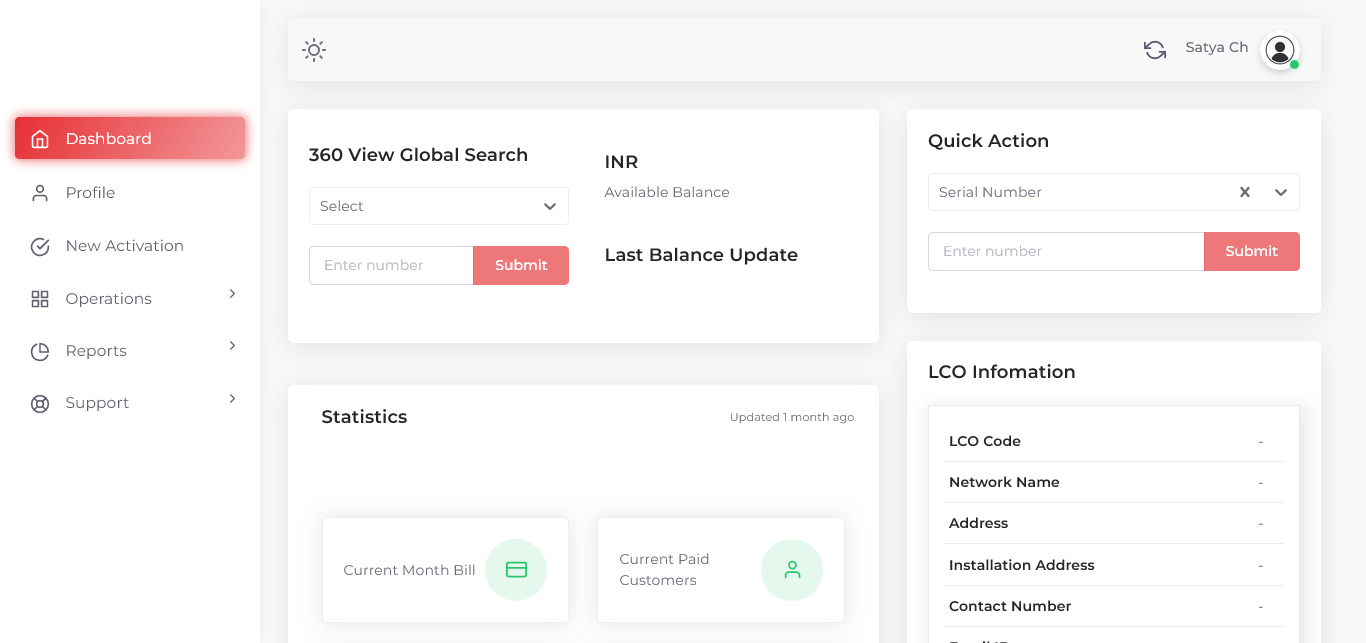 Satya Ch
Dashboard
Profile
New Activation
Operations
Reports
Support
360 View Global Search
Select
Enter number
Submit
INR
Available Balance
Last Balance Update
Quick Action
Serial Number
Enter number
Submit
Statistics
Updated 1 month ago
Current Month Bill
Current Paid
Customers
LCO Infomation
LCO Code -
Network Name -
Address -
Installation Address -
Contact Number -